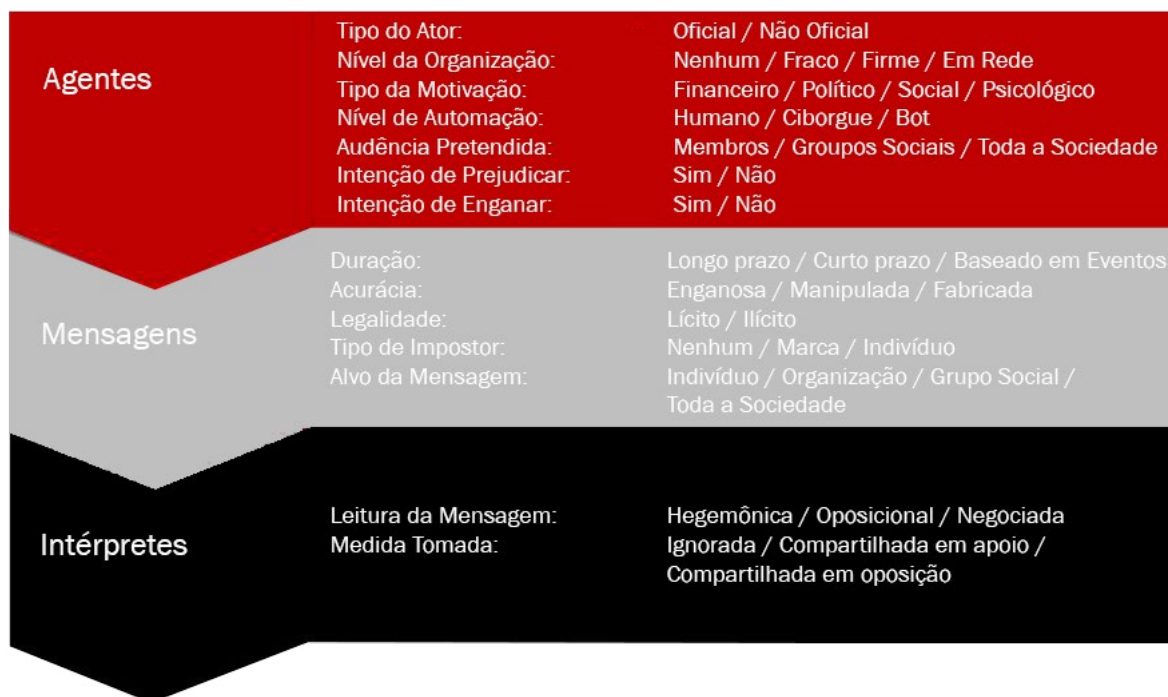 Agentes
Tipo do Ator: Oficial / Não Oficial
Nível da Organização: Nenhum / Fraco / Firme / Em Rede
Tipo da Motivação: Financeiro / Político / Social / Psicológico
Nível de Automação: Humano / Ciborgue / Bot
Audência Pretendida: Membros / Groupos Sociais / Toda a Sociedade
Intenção de Prejudicar: Sim / Não
Intenção de Enganar: Sim / Não
Mensagens
Duração: Longo prazo / Curto prazo / Baseado em Eventos
Acurácia: Enganosa / Manipulada / Fabricada
Legalidade: Lícito / Ilícito
Tipo de Impostor: Nenhum / Marca / Indivíduo
Alvo da Mensagem: Indivíduo / Organização / Grupo Social /
Toda a Sociedade
Intérpretes
Leitura da Mensagem: Hegemônica / Oposicional / Negociada
Medida Tomada: Ignorada / Compartilhada em apoio /
Compartilhada em oposição